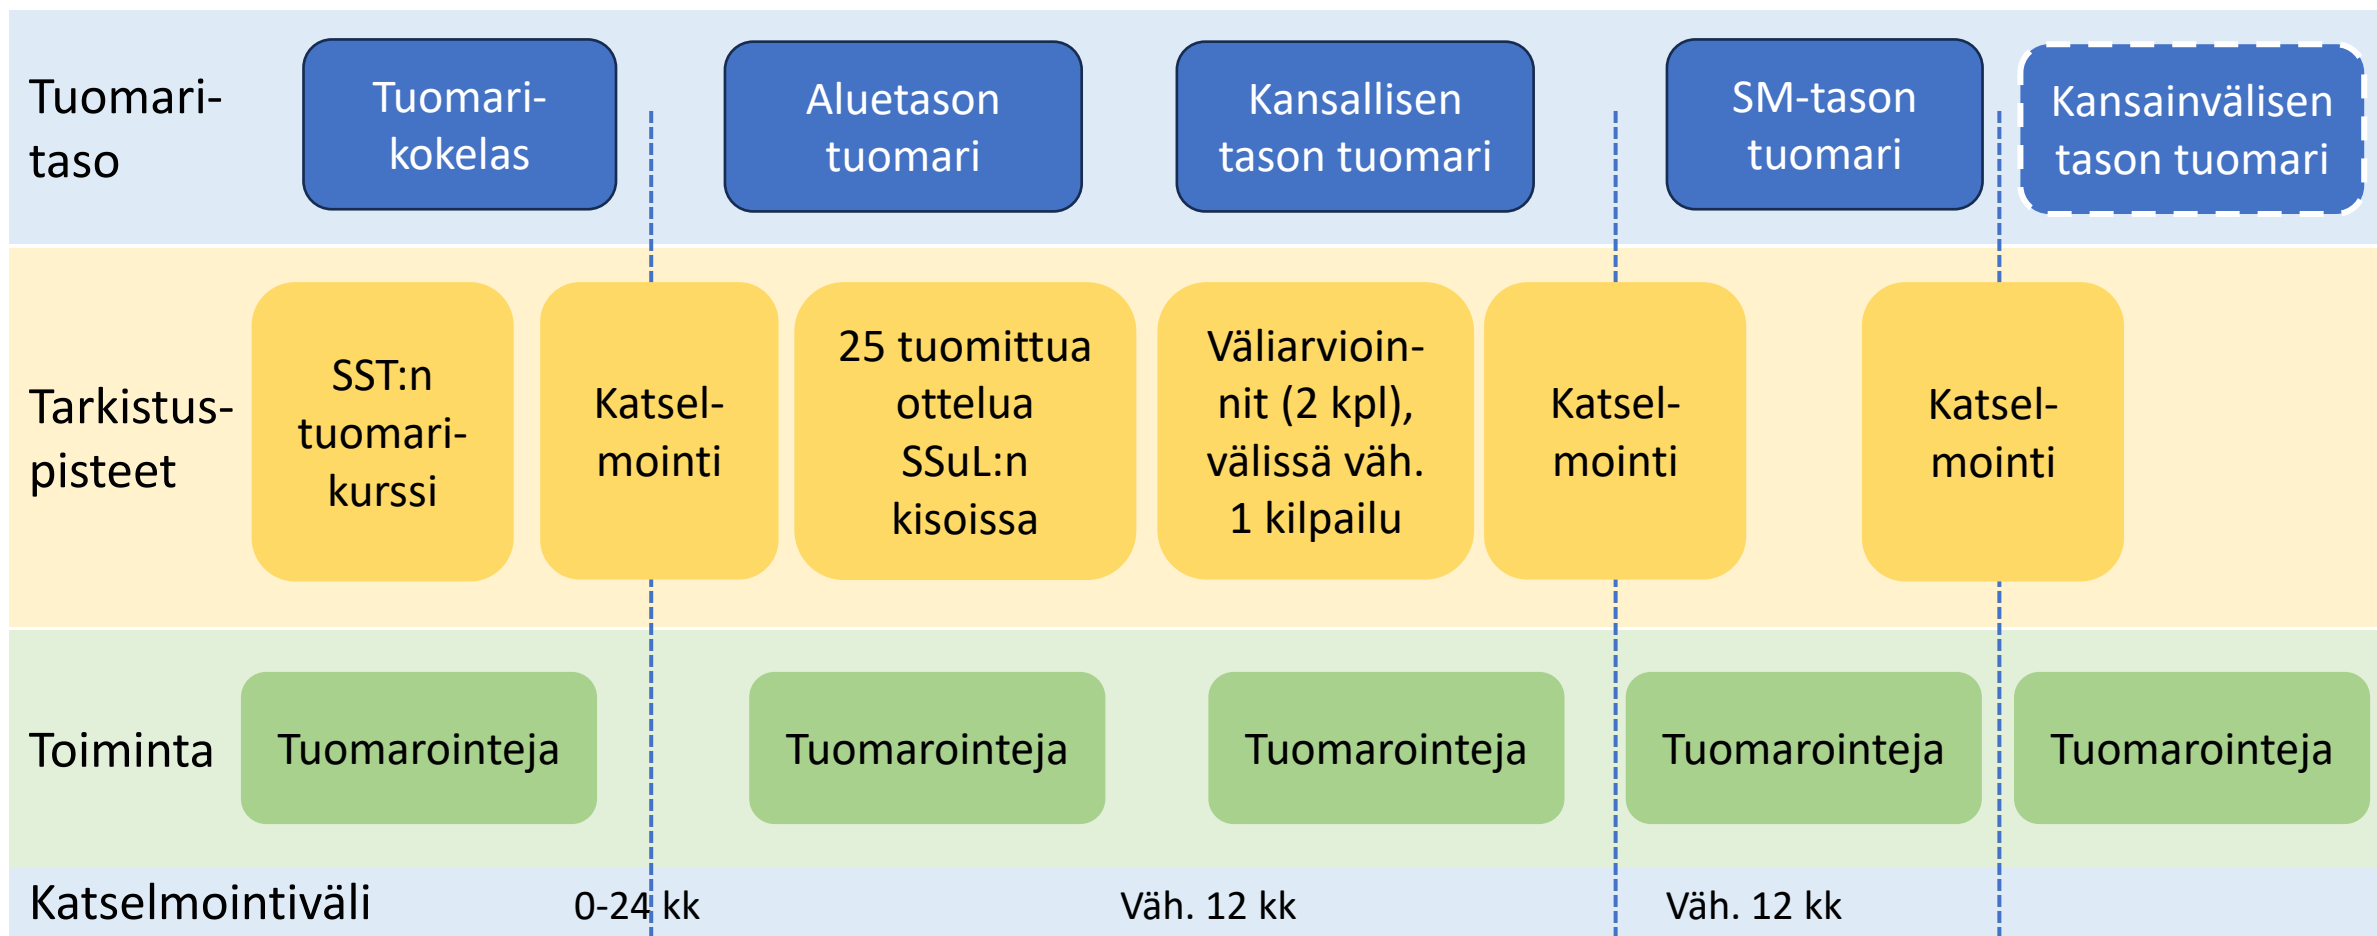 Tuomari-
taso
Tuomari-
kokelas
Aluetason
tuomari
Kansallisen
tason tuomari
SM-tason
tuomari
Kansainvälisen
tason tuomari
Tarkistus-
pisteet
SST:n
tuomari-
kurssi
Katsel-
mointi
25 tuomittua
ottelua
SSuL:n
kisoissa
Väliarvioin-
nit (2 kpl),
välissä väh.
1 kilpailu
Katsel-
mointi
Katsel-
mointi
Toiminta
Tuomarointeja
Tuomarointeja
Tuomarointeja
Tuomarointeja
Tuomarointeja
Katselmointiväli
0-24 kk
Väh. 12 kk
Väh. 12 kk